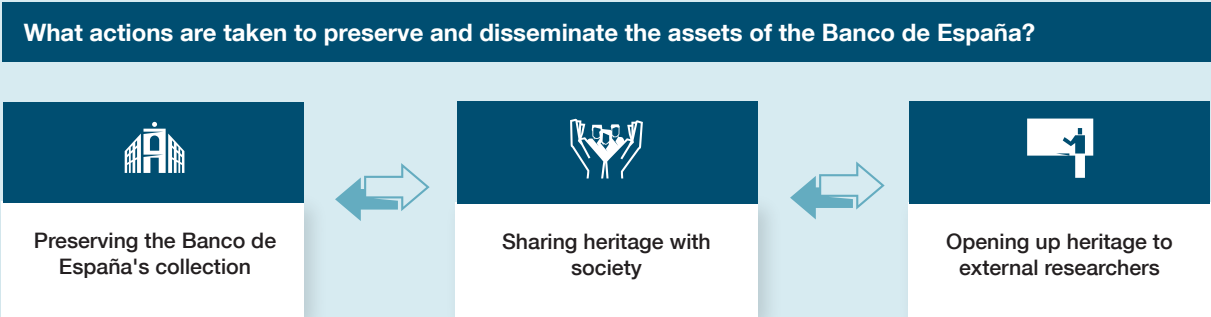 What actions are taken to preserve and disseminate the assets of the Banco de España?
Preserving the Banco de
España's collection
Sharing heritage with
society
Opening up heritage to
external researchers